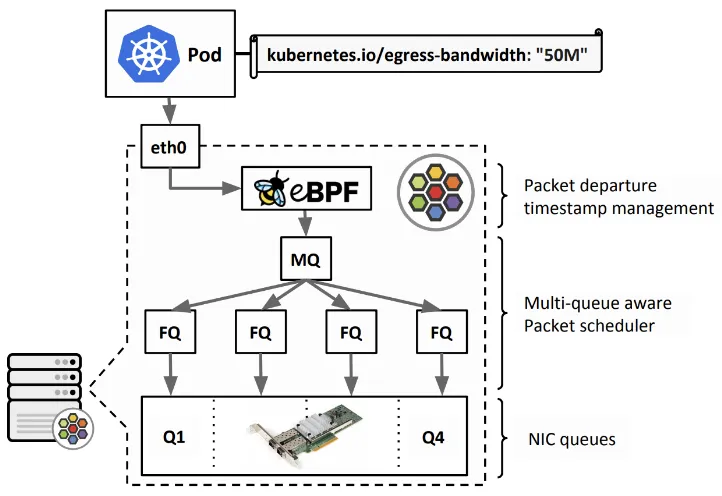 Pod
kubernetes.io/egress-bandwidth: "50M"
eth0
eBPF
Packet departure
timestamp management
MQ
Multi-queue aware
Packet scheduler
FQ
FQ
FQ
FQ
Q1
Q4
NIC queues